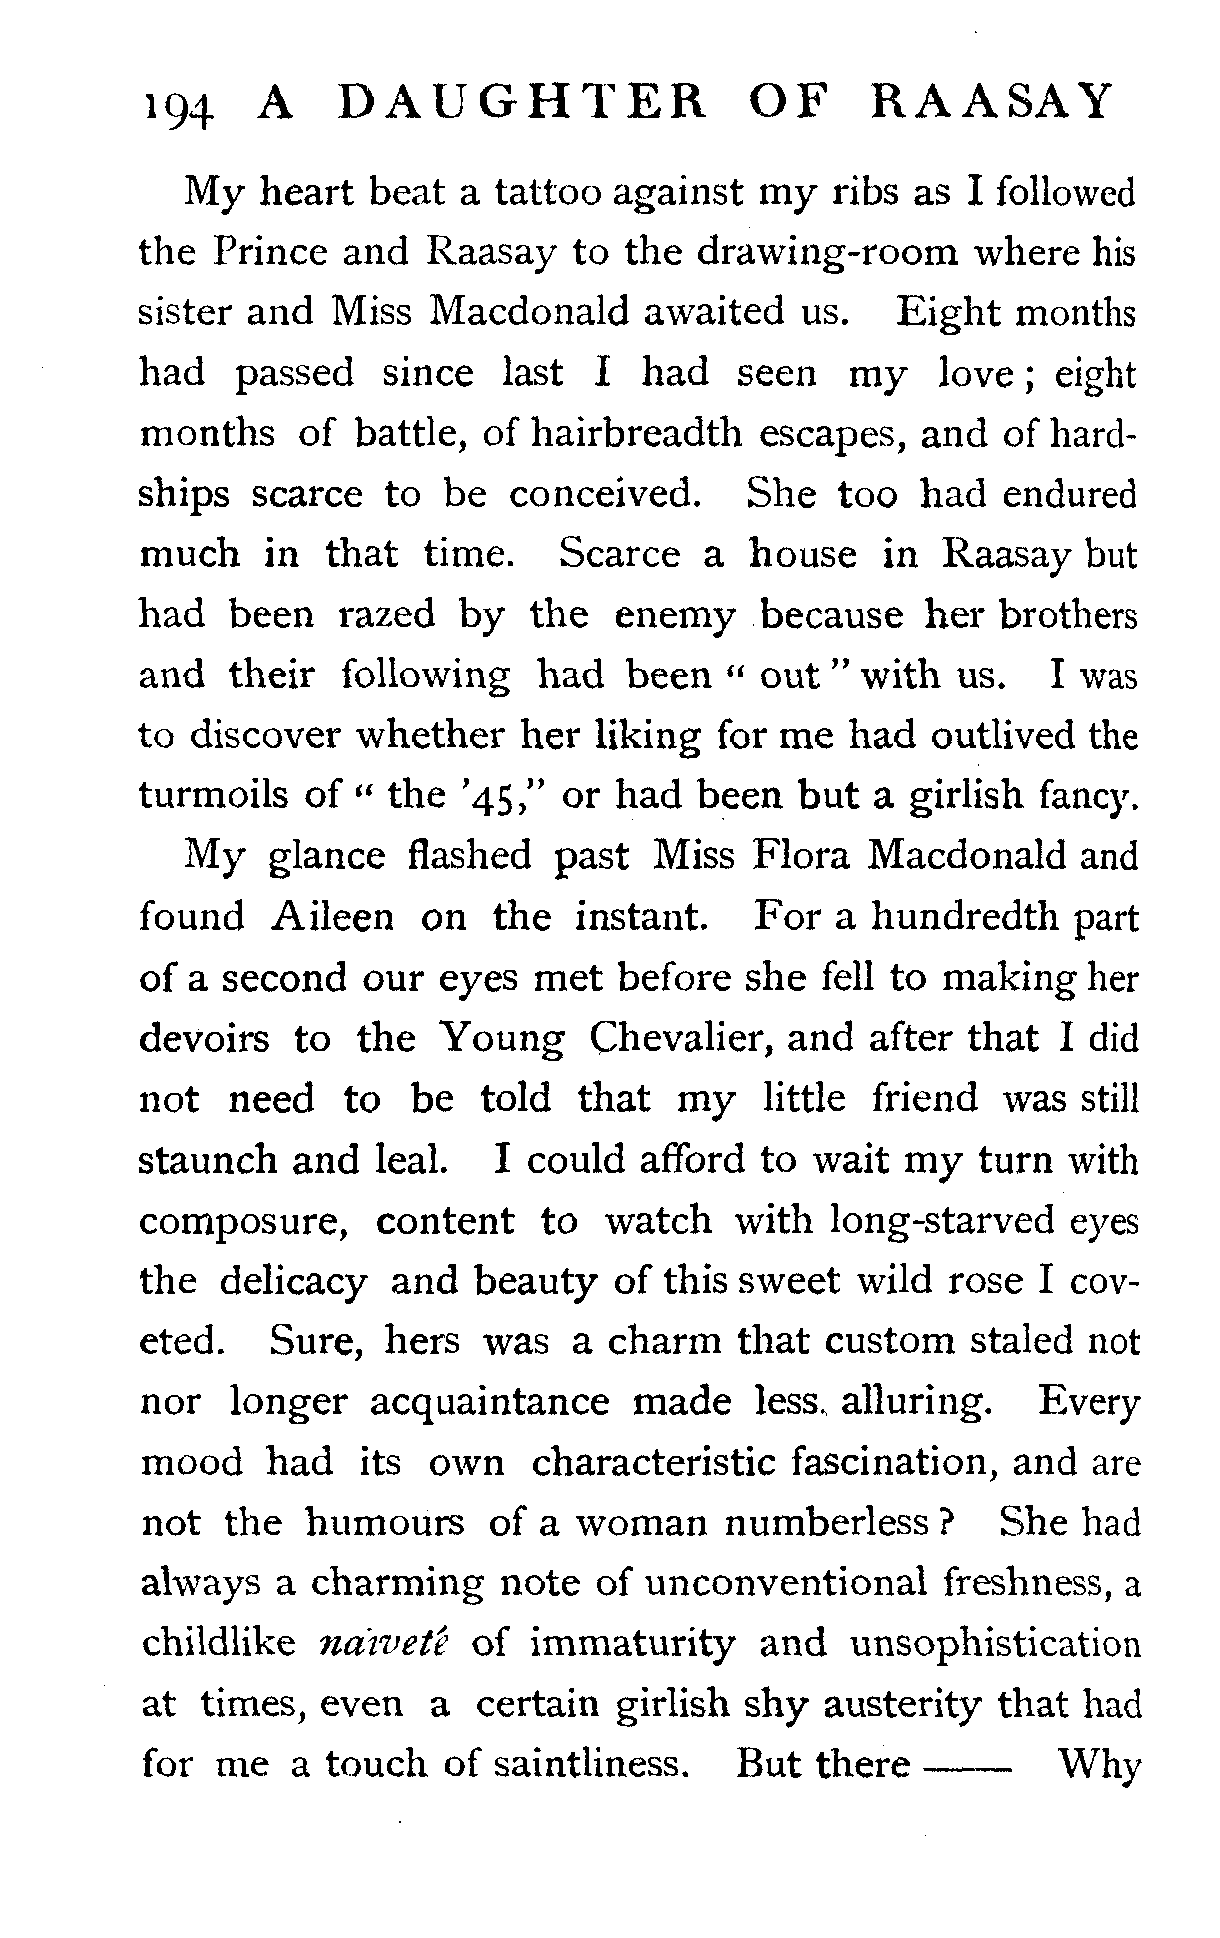 194 A DAUGHTER OF RAASAY
My heart beat a tattoo against my ribs as I followed
the Prince and Raasay to the drawing-room where his
sister and Miss Macdonald awaited us. Eight months
had passed since last I had seen my love; eight
months of battle, of hairbreadth escapes, and of hard-
ships scarce to be conceived. She too had endured
much in that time. Scarce a house in Raasay but
had been razed by the enemy because her brothers
and their following had been "out" with us. I was
to discover whether her liking for me had outlived the
turmoils of "the '45," or had been but a girlish fancy.
My glance flashed past Miss Flora Macdonald and
found Aileen on the instant. For a hundredth part
of a second our eyes met before she fell to making her
devoirs to the Young Chevalier, and after that I did
not need to be told that my little friend was still
staunch and leal. I could afford to wait my turn with
composure, content to watch with long-starved eyes
the delicacy and beauty of this sweet wild rose I cov-
eted. Sure, hers was a charm that custom staled not
nor longer acquaintance made less alluring. Every
mood had its own characteristic fascination, and are
not the humours of a woman numberless? She had
always a charming note of unconventional freshness, a
childlike naïveté of immaturity and unsophistication
at times, even a certain girlish shy austerity that had
for me a touch of saintliness. But there —— Why